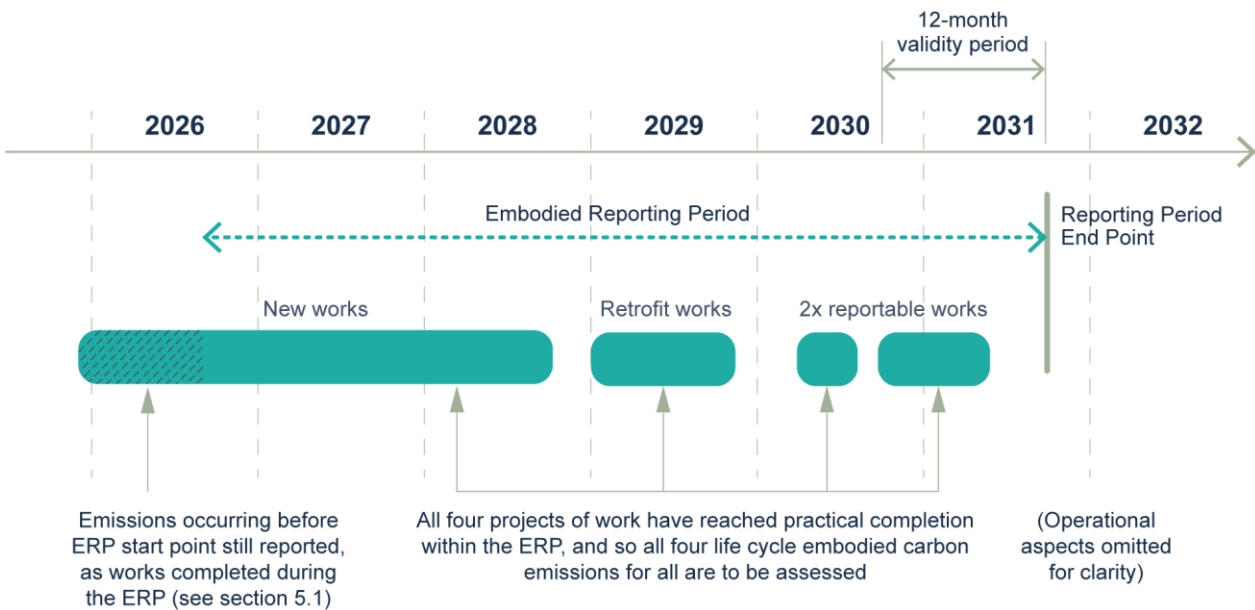 12-month
validity period
2026 2027 2028 2029 2030 2031 2032
Embodied Reporting Period
Reporting Period
End Point
New works
Retrofit works
2x reportable works
Emissions occurring before
ERP start point still reported,
as works completed during
the ERP (see section 5.1)
All four projects of work have reached practical completion
within the ERP, and so all four life cycle embodied carbon
emissions for all are to be assessed
(Operational
aspects omitted
for clarity)